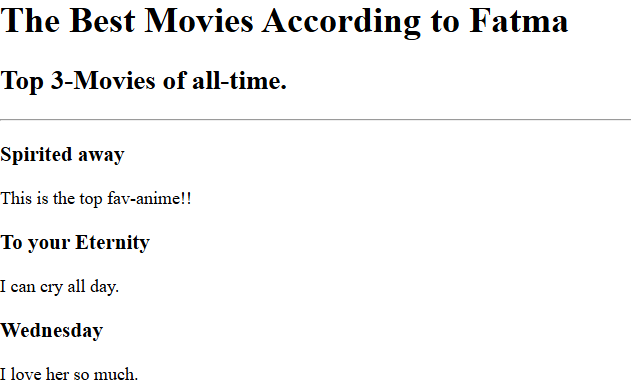 The Best Movies According to Fatma
Top 3-Movies of all-time.
Spirited away
This is the top fav-anime!!
To your Eternity
I can cry all day.
Wednesday
I love her so much.